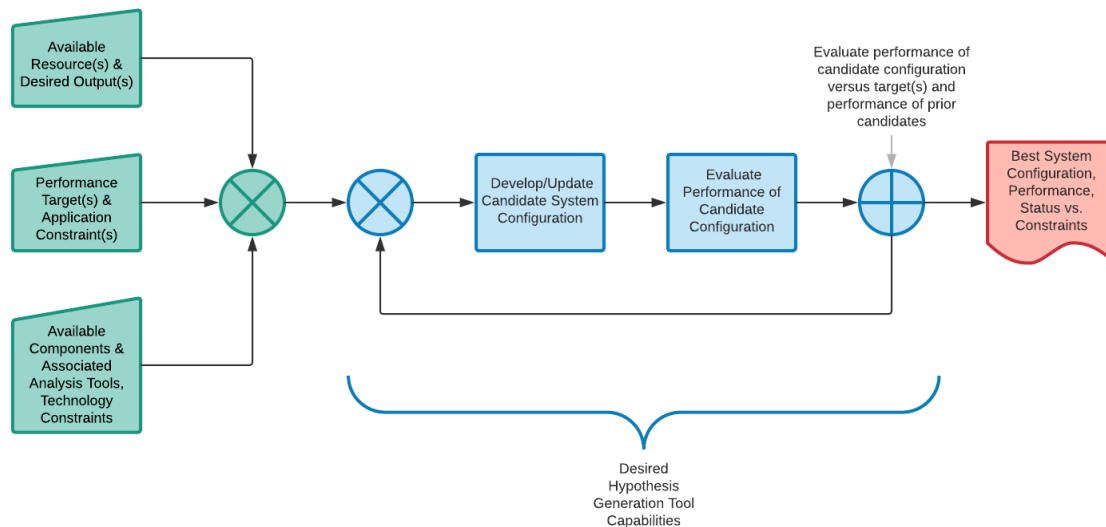 Available
Resource(s) &
Desired Output(s)
Performance
Target(s) &
Application
Constraint(s)
Available
Components &
Associated
Analysis Tools,
Technology
Constraints
Develop/Update
Candidate System
Configuration
Evaluate
Performance of
Candidate
Configuration
Evaluate performance of
candidate configuration
versus target(s) and
performance of prior
candidates
Best System
Configuration,
Performance,
Status vs.
Constraints
Desired
Hypothesis
Generation Tool
Capabilities